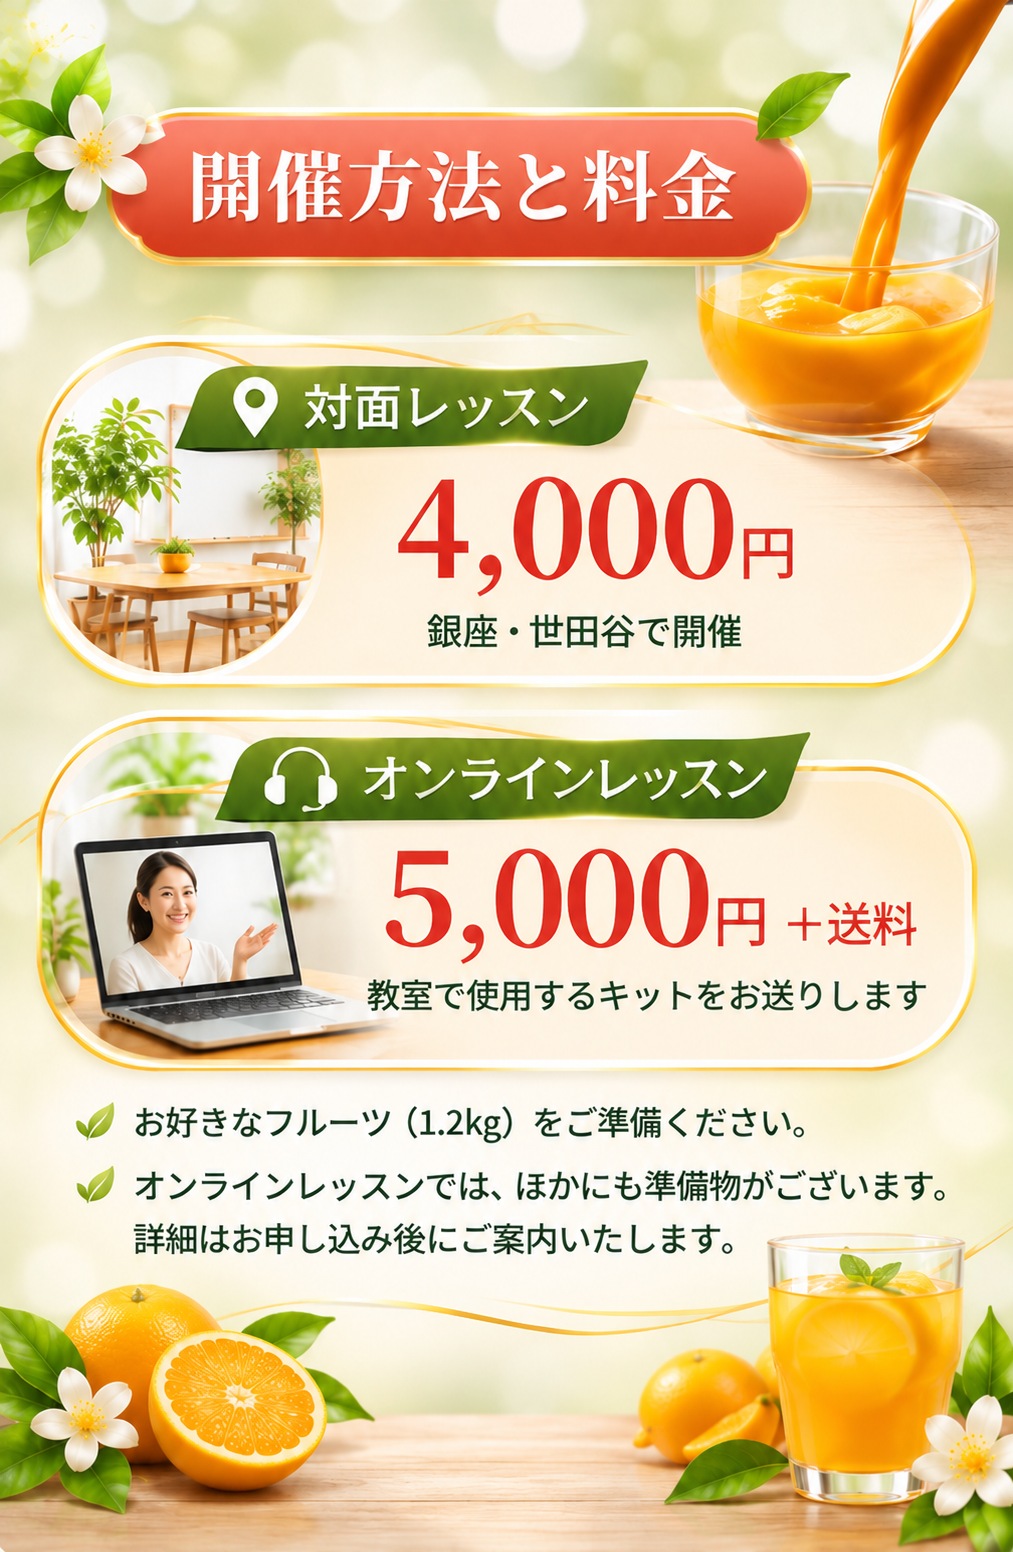 開催方法と料金
対面レッスン
4,000円
銀座・世田谷で開催
オンラインレッスン
5,000円 +送料
教室で使用するキットをお送りします
お好きなフルーツ（1.2kg）をご準備ください。
オンラインレッスンでは、ほかにも準備物がございます。
詳細はお申し込み後にご案内いたします。